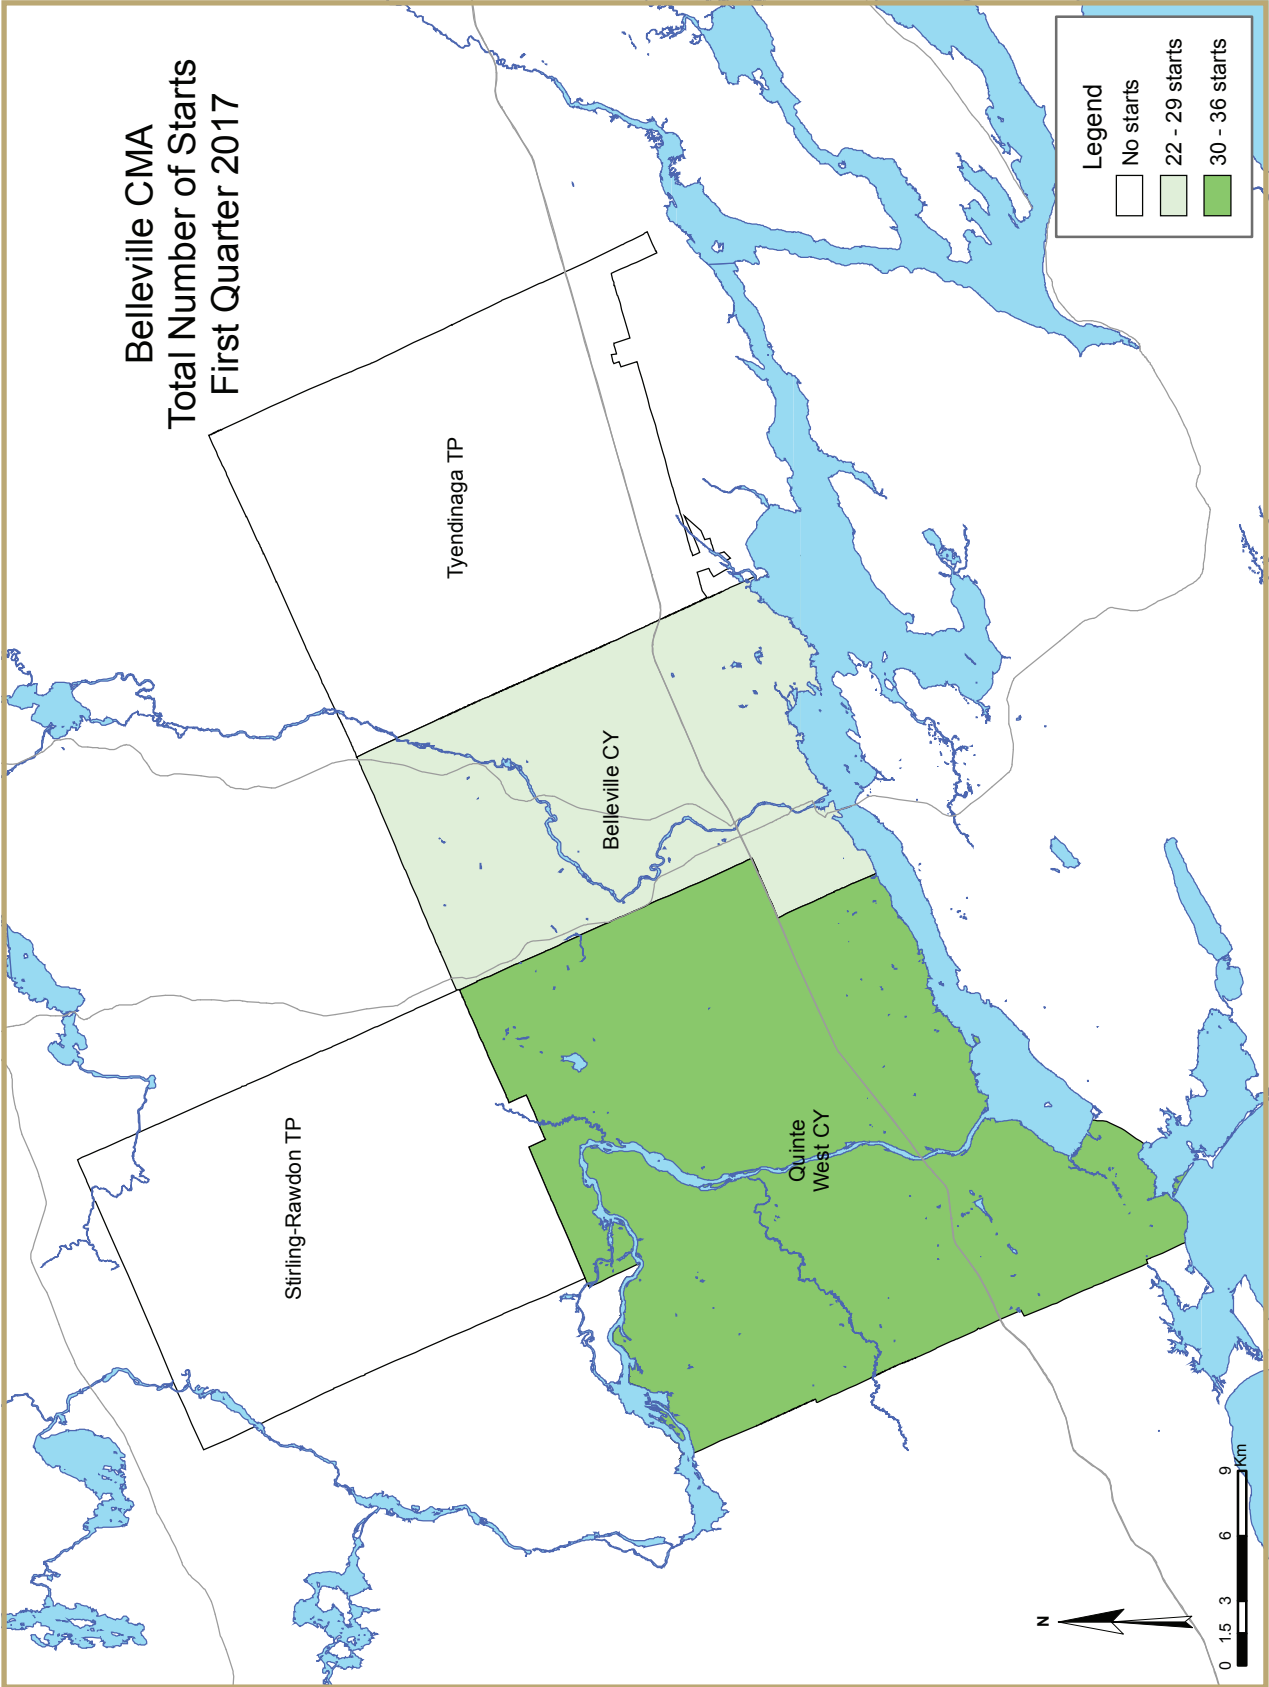 Belleville CMA
Total Number of Starts
First Quarter 2017
Stirling-Rawdon TP
Tyendinaga TP
Belleville CY
Quinte
West CY
Legend
No starts
22 - 29 starts
30 - 36 starts
N
0 1.5 3 6 9
Km